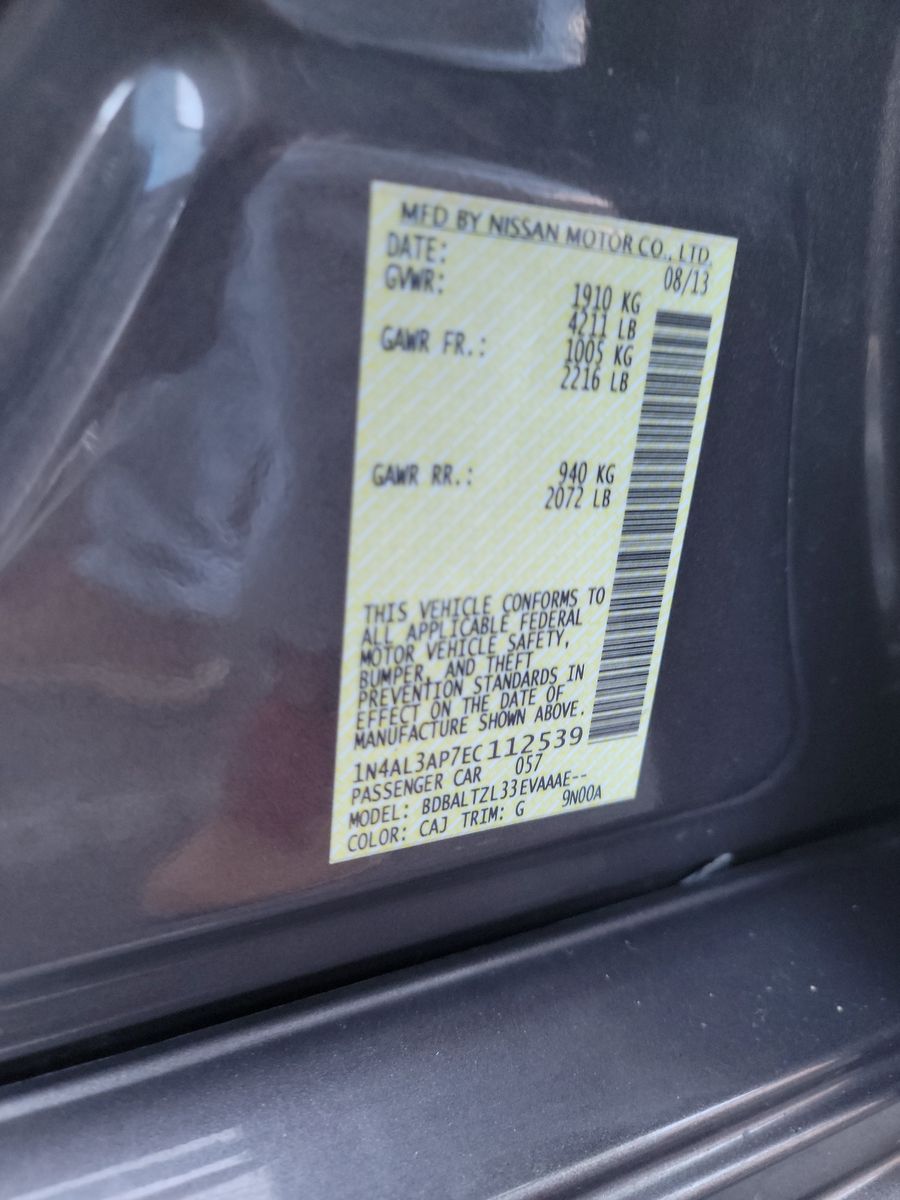 MFD BY NISSAN MOTOR CO., LTD.
DATE: 08/13
GVWR: 1910 KG
4211 LB
GAWR FR.: 1005 KG
2216 LB
GAWR RR.: 940 KG
2072 LB
THIS VEHICLE CONFORMS TO
ALL APPLICABLE FEDERAL
MOTOR VEHICLE SAFETY,
BUMPER, AND THEFT
PREVENTION STANDARDS IN
EFFECT ON THE DATE OF
MANUFACTURE SHOWN ABOVE.
1N4AL3AP7EC112539
PASSENGER CAR 057
MODEL: BDBALTZL33EVAAAE--
COLOR: CAJ TRIM: G 9N00A